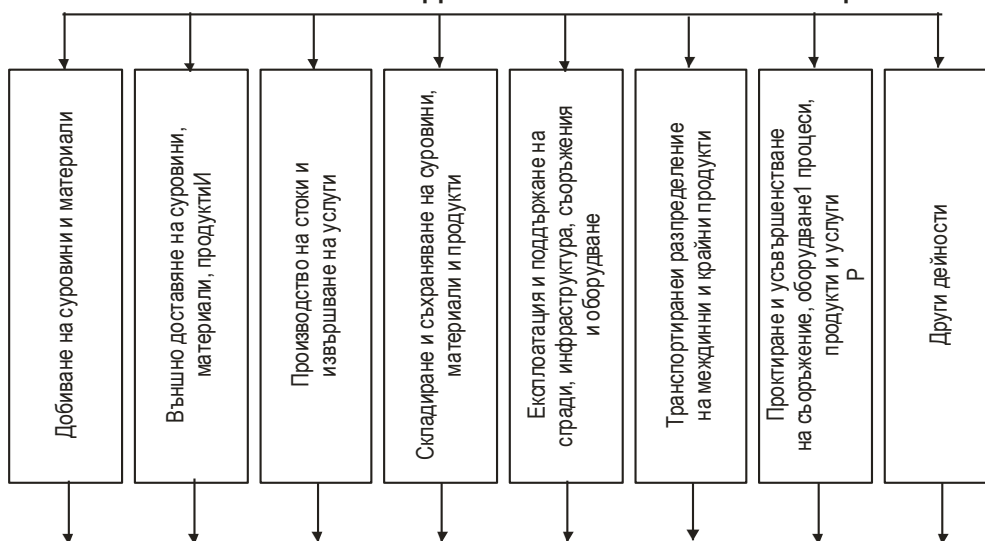 Добиване на суровини и материали
Външно доставяне на суровини,
материали, продуктиИ
Производство на стоки и
извършване на услуги
Складиране и съхраняване на суровини,
материали и продукти
Експлоатация и поддържане на
сгради, инфраструктура, съоръжения
и оборудване
Транспортиранеи разпределение
на междинни и крайни продукти
Проктиране и усъвършенстване
на съоръжение, оборудване1 процеси,
продукти и услуги
Р
Други дейности